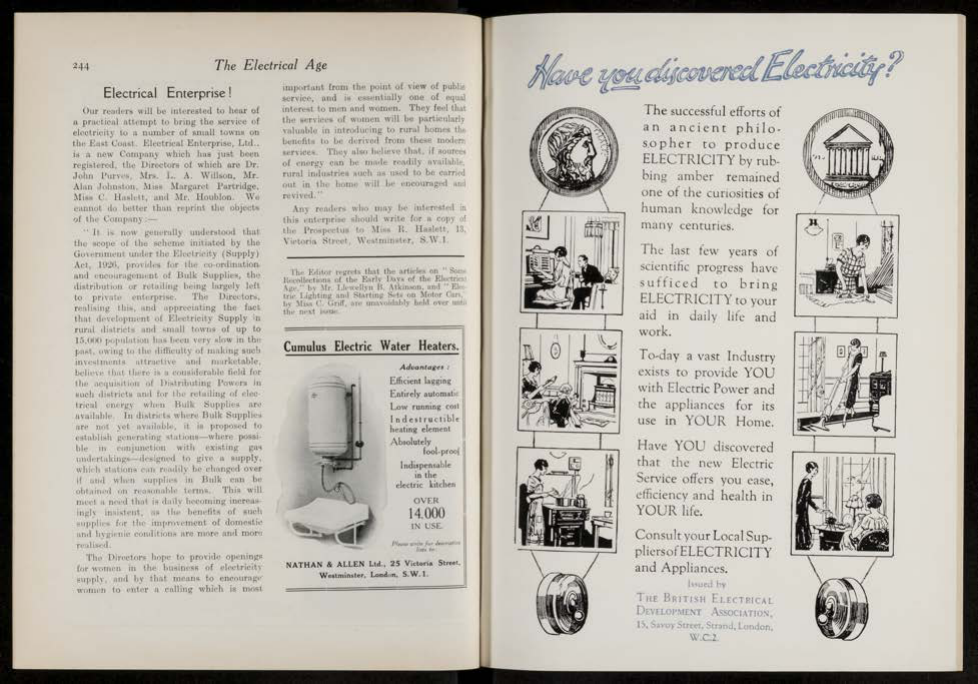 244
The Electrical Age
Electrical Enterprise!
Our readers will be interested to hear of
a practical attempt to bring the service of
electricity to a number of small towns on
the East Coast. Electrical Enterprise, Ltd.,
is a new Company which has just been
registered, the Directors of which are Dr.
John Purves, Mrs. L. A. Willson, Mr.
Alan Johnston, Miss Margaret Partridge,
Miss C. Haslett, and Mr. Houblon. We
cannot do better than reprint the objects
of the Company:—
"It is now generally understood that
the scope of the scheme initiated by the
Government under the Electricity (Supply)
Act, 1926, provides for the co-ordination
and encouragement of Bulk Supplies, the
distribution or retailing being largely left
to private enterprise. The Directors,
realising this, and appreciating the fact
that development of Electricity Supply in
rural districts and small towns of up to
15,000 population has been very slow in the
past, owing to the difficulty of making such
investments attractive and marketable,
believe that there is a considerable field for
the acquisition of Distributing Powers in
such districts and for the retailing of elec-
trical energy when Bulk Supplies are
available. In districts where Bulk Supplies
are not yet available, it is proposed to
establish generating stations—where possi-
ble in conjunction with existing gas
undertakings—designed to give a supply,
which stations can readily be changed over
if and when supplies in Bulk can be
obtained on reasonable terms. This will
meet a need that is daily becoming increas-
ingly insistent, as the benefits of such
supplies for the improvement of domestic
and hygienic conditions are more and more
realised.
The Directors hope to provide openings
for women in the business of electricity
supply, and by that means to encourage
women to enter a calling which is most
important from the point of view of public
service, and is essentially one of equal
interest to men and women. They feel that
the services of women will be particularly
valuable in introducing to rural homes the
benefits to be derived from these modern
services. They also believe that, if sources
of energy can be made readily available,
rural industries such as used to be carried
out in the home will be encouraged and
revived."
Any readers who may be interested in
this enterprise should write for a copy of
the Prospectus to Miss R. Haslett, 13,
Victoria Street, Westminster, S.W.1.
The Editor regrets that the articles on "Some
Recollections of the Early Days of the Electrical
Age," by Mr. Llewellyn B. Atkinson, and "Elec-
tric Lighting and Starting Sets on Motor Cars,"
by Miss C. Griff, are unavoidably held over until
the next issue.
Cumulus Electric Water Heaters.
Advantages:
Efficient lagging
Entirely automatic
Low running cost
Indestructible
heating element
Absolutely
fool-proof
Indispensable
in the
electric kitchen
OVER
14,000
IN USE.
Please write for descriptive
lists to:
NATHAN & ALLEN Ltd., 25 Victoria Street,
Westminster, London, S.W.1.
Have you discovered Electricity?
The successful efforts of
an ancient philo-
sopher to produce
ELECTRICITY by rub-
bing amber remained
one of the curiosities of
human knowledge for
many centuries.
The last few years of
scientific progress have
sufficed to bring
ELECTRICITY to your
aid in daily life and
work.
To-day a vast Industry
exists to provide YOU
with Electric Power and
the appliances for its
use in YOUR Home.
Have YOU discovered
that the new Electric
Service offers you ease,
efficiency and health in
YOUR life.
Consult your Local Sup-
pliers of ELECTRICITY
and Appliances.
Issued by
THE BRITISH ELECTRICAL
DEVELOPMENT ASSOCIATION,
15, Savoy Street, Strand, London,
W.C.2.